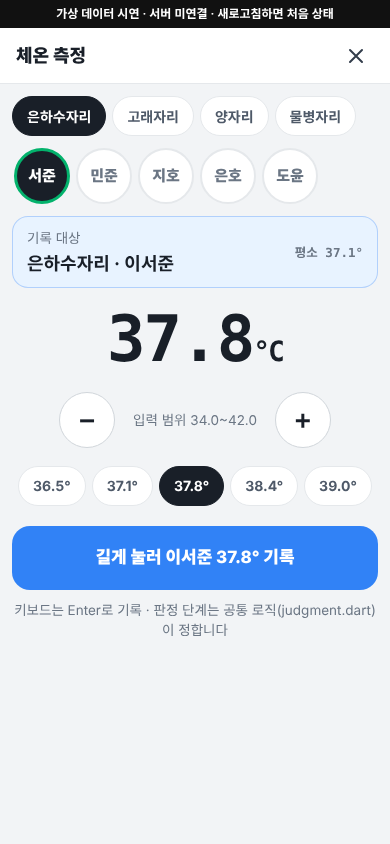 가상 데이터 시연 · 서버 미연결 · 새로고침하면 처음 상태
체온 측정
은하수자리 고래자리 양자리 물병자리
서준 민준 지호 은호 도윤
기록 대상
은하수자리 · 이서준
평소 37.1°
37.8°C
− 입력 범위 34.0~42.0 +
36.5° 37.1° 37.8° 38.4° 39.0°
길게 눌러 이서준 37.8° 기록
키보드는 Enter로 기록 · 판정 단계는 공통 로직(judgment.dart)
이 정합니다